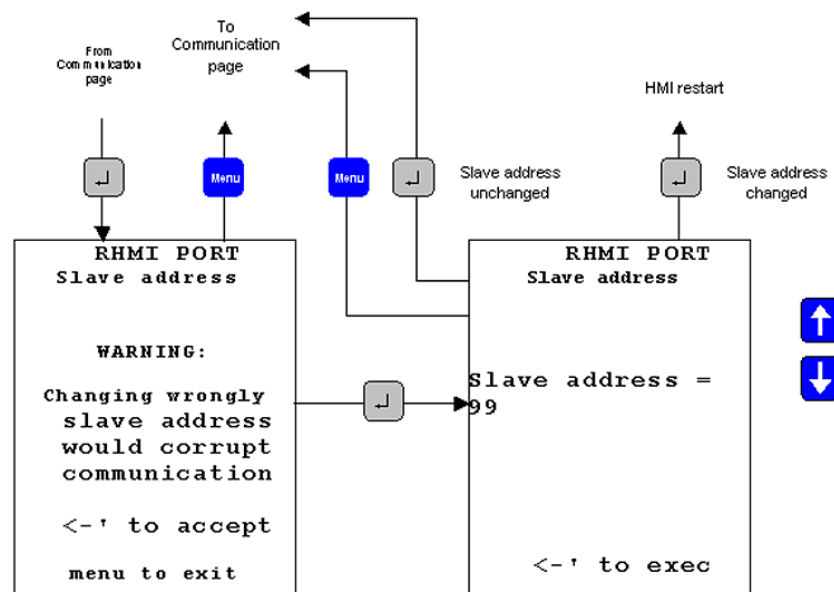 From
Communication
page
To
Communication
page
HMI restart
Menu
Menu
Slave address
unchanged
Slave address
changed
RHMI PORT
Slave address
WARNING:
Changing wrongly
slave address
would corrupt
communication
<-' to accept
menu to exit
RHMI PORT
Slave address
Slave address =
99
<-' to exec